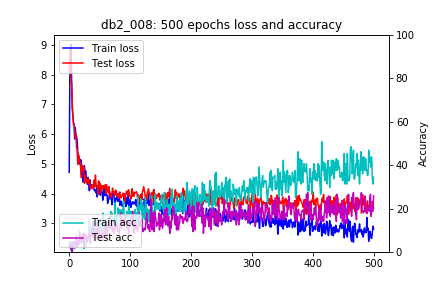 db2_008: 500 epochs loss and accuracy
Train loss
Test loss
Train acc
Test acc
Loss
9
8
7
6
5
4
3
Accuracy
100
80
60
40
20
0
0
100
200
300
400
500